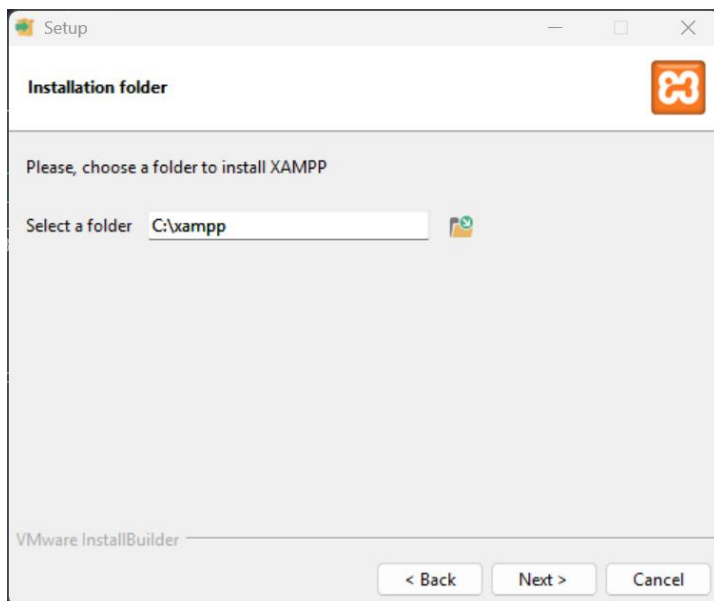 Setup
Installation folder
Please, choose a folder to install XAMPP
Select a folder C:\xampp
VMware InstallBuilder
< Back Next > Cancel